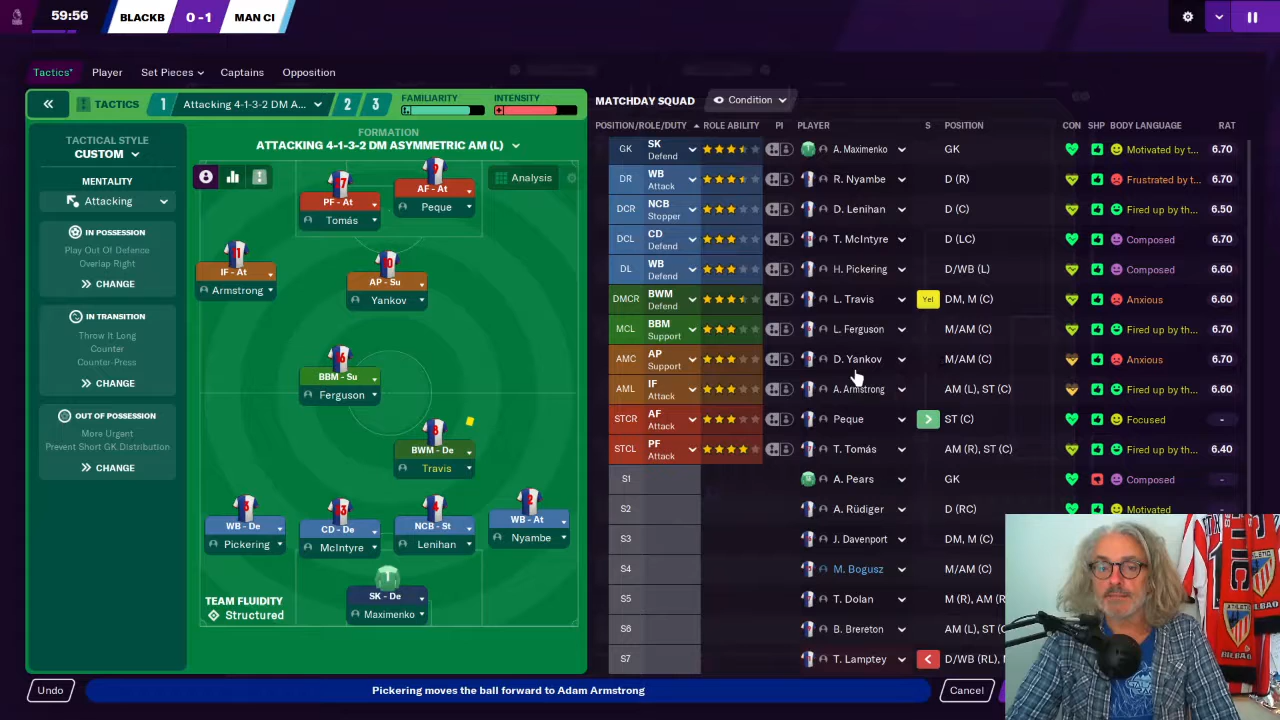 59:56
BLACKB 0 - 1 MAN CI
Tactics* Player Set Pieces Captains Opposition
TACTICS 1 Attacking 4-1-3-2 DM A... 2 3 FAMILIARITY INTENSITY
TACTICAL STYLE
CUSTOM
MENTALITY
Attacking
IN POSSESSION
Play Out Of Defence
Overlap Right
CHANGE
IN TRANSITION
Throw It Long
Counter
Counter-Press
CHANGE
OUT OF POSSESSION
More Urgent
Prevent Short GK Distribution
CHANGE
FORMATION
ATTACKING 4-1-3-2 DM ASYMMETRIC AM (L)
Analysis
PF - At
Tomás
AF - At
Peque
IF - At
Armstrong
AP - Su
Yankov
BBM - Su
Ferguson
BWM - De
Travis
WB - De
Pickering
CD - De
McIntyre
NCB - St
Lenihan
WB - At
Nyambe
SK - De
Maximenko
TEAM FLUIDITY
Structured
MATCHDAY SQUAD Condition
POSITION/ROLE/DUTY ROLE ABILITY PI PLAYER S POSITION CON SHP BODY LANGUAGE RAT
GK SK Defend A. Maximenko GK Motivated by t... 6.70
DR WB Attack R. Nyambe D (R) Frustrated by t... 6.70
DCR NCB Stopper D. Lenihan D (C) Fired up by th... 6.50
DCL CD Defend T. McIntyre D (LC) Composed 6.70
DL WB Defend H. Pickering D/WB (L) Composed 6.60
DMCR BWM Defend L. Travis Yel DM, M (C) Anxious 6.60
MCL BBM Support L. Ferguson M/AM (C) Fired up by th... 6.70
AMC AP Support D. Yankov M/AM (C) Anxious 6.70
AML IF Attack A. Armstrong AM (L), ST (C) Fired up by th... 6.60
STCR AF Attack Peque ST (C) Focused -
STCL PF Attack T. Tomás AM (R), ST (C) Fired up by th... 6.40
S1 A. Pears GK Composed -
S2 A. Rüdiger D (RC) Motivated
S3 J. Davenport DM, M (C)
S4 M. Bogusz M/AM (C)
S5 T. Dolan M (R), AM (R
S6 B. Brereton AM (L), ST (
S7 T. Lamptey D/WB (RL),
Undo
Pickering moves the ball forward to Adam Armstrong
Cancel